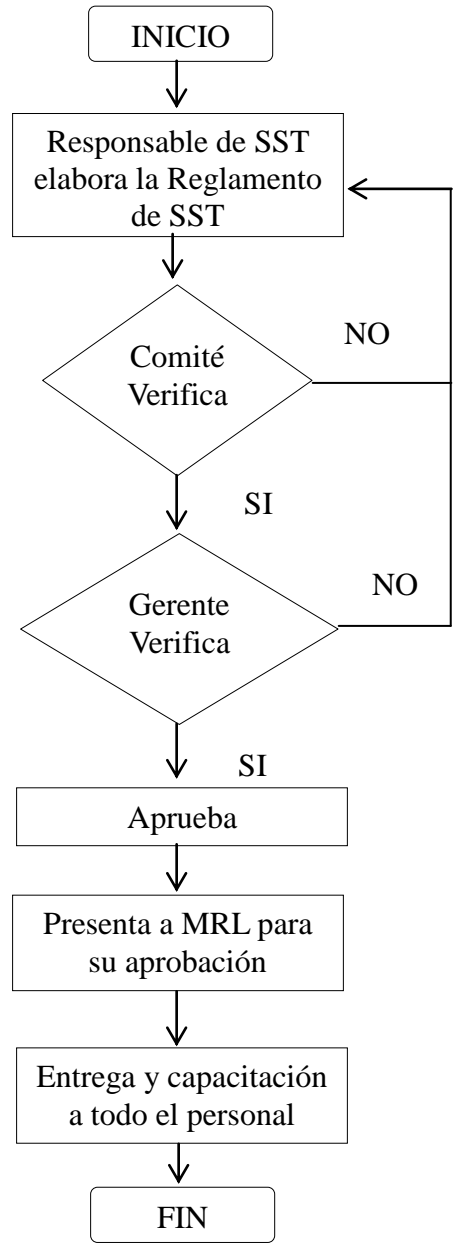 INICIO
Responsable de SST
elabora la Reglamento
de SST
Comité
Verifica
NO
SI
Gerente
Verifica
NO
SI
Aprueba
Presenta a MRL para
su aprobación
Entrega y capacitación
a todo el personal
FIN